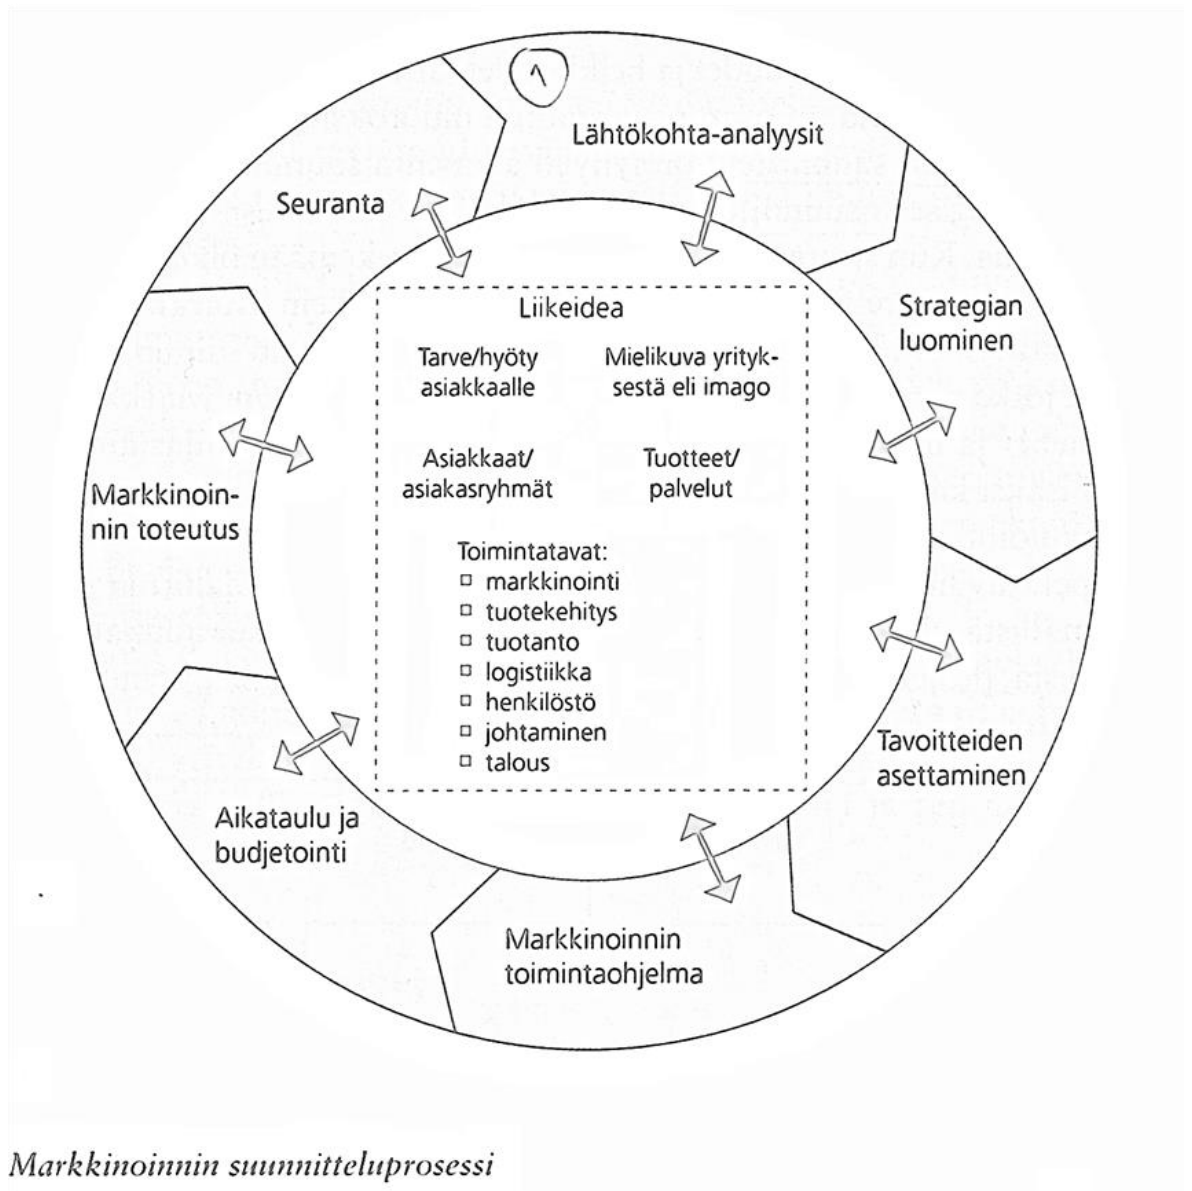 1
Lähtökohta-analyysit
Seuranta
Strategian
luominen
Liikeidea
Tarve/hyöty
asiakkaalle
Mielikuva yrityk-
sestä eli imago
Asiakkaat/
asiakasryhmät
Tuotteet/
palvelut
Toimintatavat:
markkinointi
tuotekehitys
tuotanto
logistiikka
henkilöstö
johtaminen
talous
Markkinoin-
nin toteutus
Tavoitteiden
asettaminen
Aikataulu ja
budjetointi
Markkinoinnin
toimintaohjelma
Markkinoinnin suunnitteluprosessi